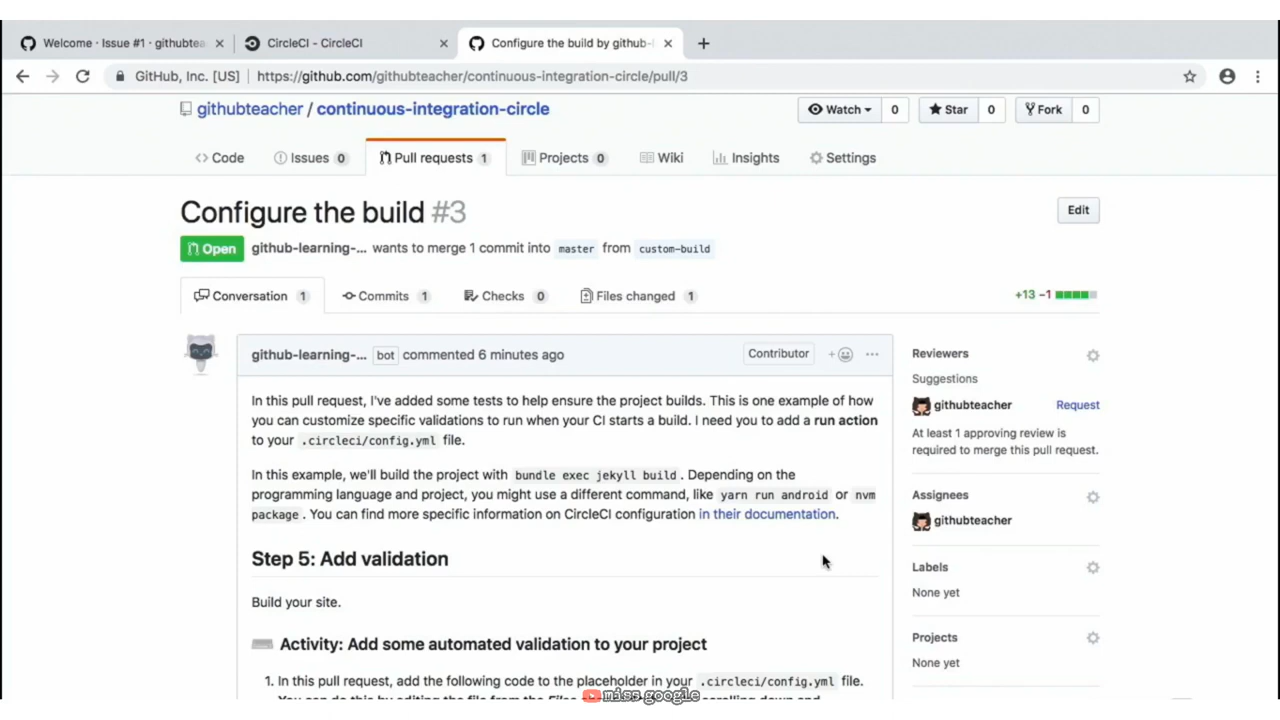 Welcome · Issue #1 · githubtea
CircleCI - CircleCI
Configure the build by github-l
GitHub, Inc. [US] https://github.com/githubteacher/continuous-integration-circle/pull/3
githubteacher / continuous-integration-circle
Watch 0 Star 0 Fork 0
Code Issues 0 Pull requests 1 Projects 0 Wiki Insights Settings
Configure the build #3
Edit
Open github-learning-... wants to merge 1 commit into master from custom-build
Conversation 1 Commits 1 Checks 0 Files changed 1
+13 −1
github-learning-... bot commented 6 minutes ago
Contributor
In this pull request, I've added some tests to help ensure the project builds. This is one example of how
you can customize specific validations to run when your CI starts a build. I need you to add a run action
to your .circleci/config.yml file.
In this example, we'll build the project with bundle exec jekyll build. Depending on the
programming language and project, you might use a different command, like yarn run android or nvm
package. You can find more specific information on CircleCI configuration in their documentation.
Step 5: Add validation
Build your site.
Activity: Add some automated validation to your project
1. In this pull request, add the following code to the placeholder in your .circleci/config.yml file.
Reviewers
Suggestions
githubteacher Request
At least 1 approving review is
required to merge this pull request.
Assignees
githubteacher
Labels
None yet
Projects
None yet
miss google